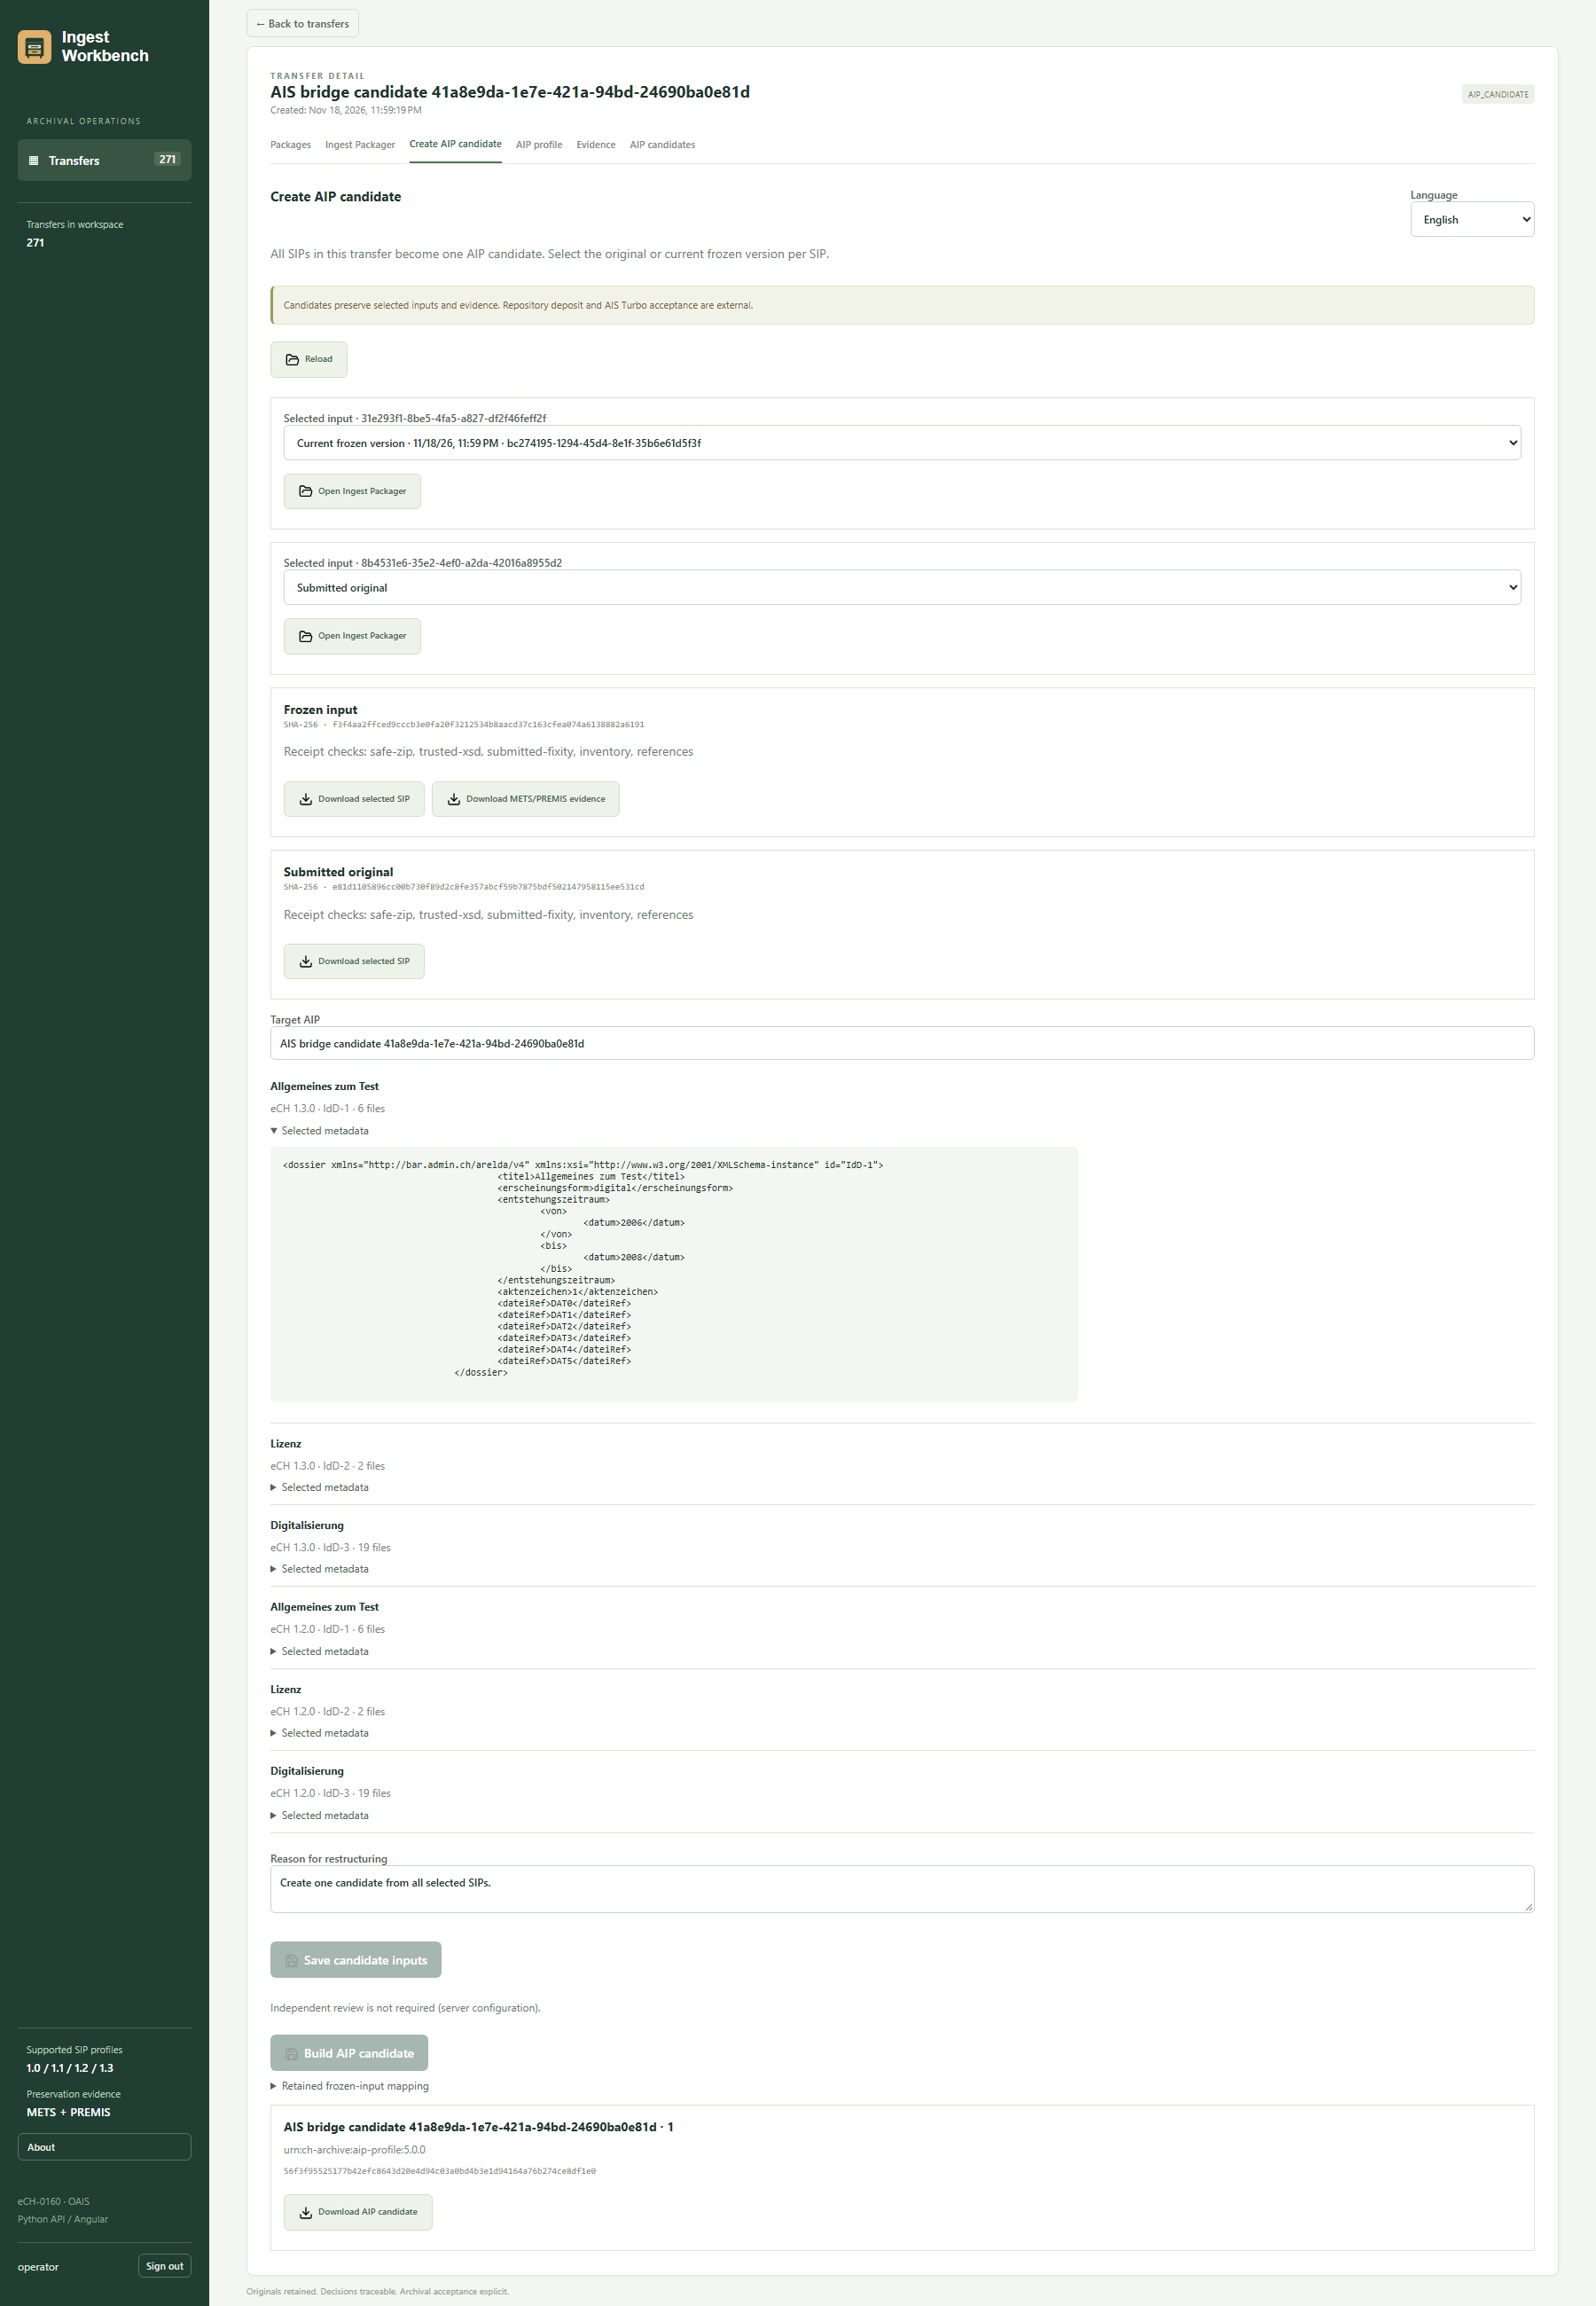 Ingest
Workbench
ARCHIVAL OPERATIONS
Transfers 271
Transfers in workspace
271
Supported SIP profiles
1.0 / 1.1 / 1.2 / 1.3
Preservation evidence
METS + PREMIS
About
eCH-0160 · OAIS
Python API / Angular
operator
Sign out
← Back to transfers
TRANSFER DETAIL
AIS bridge candidate 41a8e9da-1e7e-421a-94bd-24690ba0e81d
AIP_CANDIDATE
Created: Nov 18, 2026, 11:59:19 PM
Packages Ingest Packager Create AIP candidate AIP profile Evidence AIP candidates
Create AIP candidate
Language
English
All SIPs in this transfer become one AIP candidate. Select the original or current frozen version per SIP.
Candidates preserve selected inputs and evidence. Repository deposit and AIS Turbo acceptance are external.
Reload
Selected input · 31e293f1-8be5-4fa5-a827-df2f46feff2f
Current frozen version · 11/18/26, 11:59 PM · bc274195-1294-45d4-8e1f-35b6e61d5f3f
Open Ingest Packager
Selected input · 8b4531e6-35e2-4ef0-a2da-42016a8955d2
Submitted original
Open Ingest Packager
Frozen input
SHA-256 · f3f4aa2ffced9cccb3e0fa20f3212534b8aacd37c163cfea074a6138882a6191
Receipt checks: safe-zip, trusted-xsd, submitted-fixity, inventory, references
Download selected SIP
Download METS/PREMIS evidence
Submitted original
SHA-256 · e81d1105896cc00b730f89d2c8fe357abcf59b7875bdf502147958115ee531cd
Receipt checks: safe-zip, trusted-xsd, submitted-fixity, inventory, references
Download selected SIP
Target AIP
AIS bridge candidate 41a8e9da-1e7e-421a-94bd-24690ba0e81d
Allgemeines zum Test
eCH 1.3.0 · IdD-1 · 6 files
▼ Selected metadata
<dossier xmlns="http://bar.admin.ch/arelda/v4" xmlns:xsi="http://www.w3.org/2001/XMLSchema-instance" id="IdD-1">
<titel>Allgemeines zum Test</titel>
<erscheinungsform>digital</erscheinungsform>
<entstehungszeitraum>
<von>
<datum>2006</datum>
</von>
<bis>
<datum>2008</datum>
</bis>
</entstehungszeitraum>
<aktenzeichen>1</aktenzeichen>
<dateiRef>DAT0</dateiRef>
<dateiRef>DAT1</dateiRef>
<dateiRef>DAT2</dateiRef>
<dateiRef>DAT3</dateiRef>
<dateiRef>DAT4</dateiRef>
<dateiRef>DAT5</dateiRef>
</dossier>
Lizenz
eCH 1.3.0 · IdD-2 · 2 files
▶ Selected metadata
Digitalisierung
eCH 1.3.0 · IdD-3 · 19 files
▶ Selected metadata
Allgemeines zum Test
eCH 1.2.0 · IdD-1 · 6 files
▶ Selected metadata
Lizenz
eCH 1.2.0 · IdD-2 · 2 files
▶ Selected metadata
Digitalisierung
eCH 1.2.0 · IdD-3 · 19 files
▶ Selected metadata
Reason for restructuring
Create one candidate from all selected SIPs.
Save candidate inputs
Independent review is not required (server configuration).
Build AIP candidate
▶ Retained frozen-input mapping
AIS bridge candidate 41a8e9da-1e7e-421a-94bd-24690ba0e81d · 1
urn:ch-archive:aip-profile:5.0.0
56f3f95525177b42efc8643d20e4d94c03a0bd4b3e1d94164a76b274ce8df1e0
Download AIP candidate
Originals retained. Decisions traceable. Archival acceptance explicit.